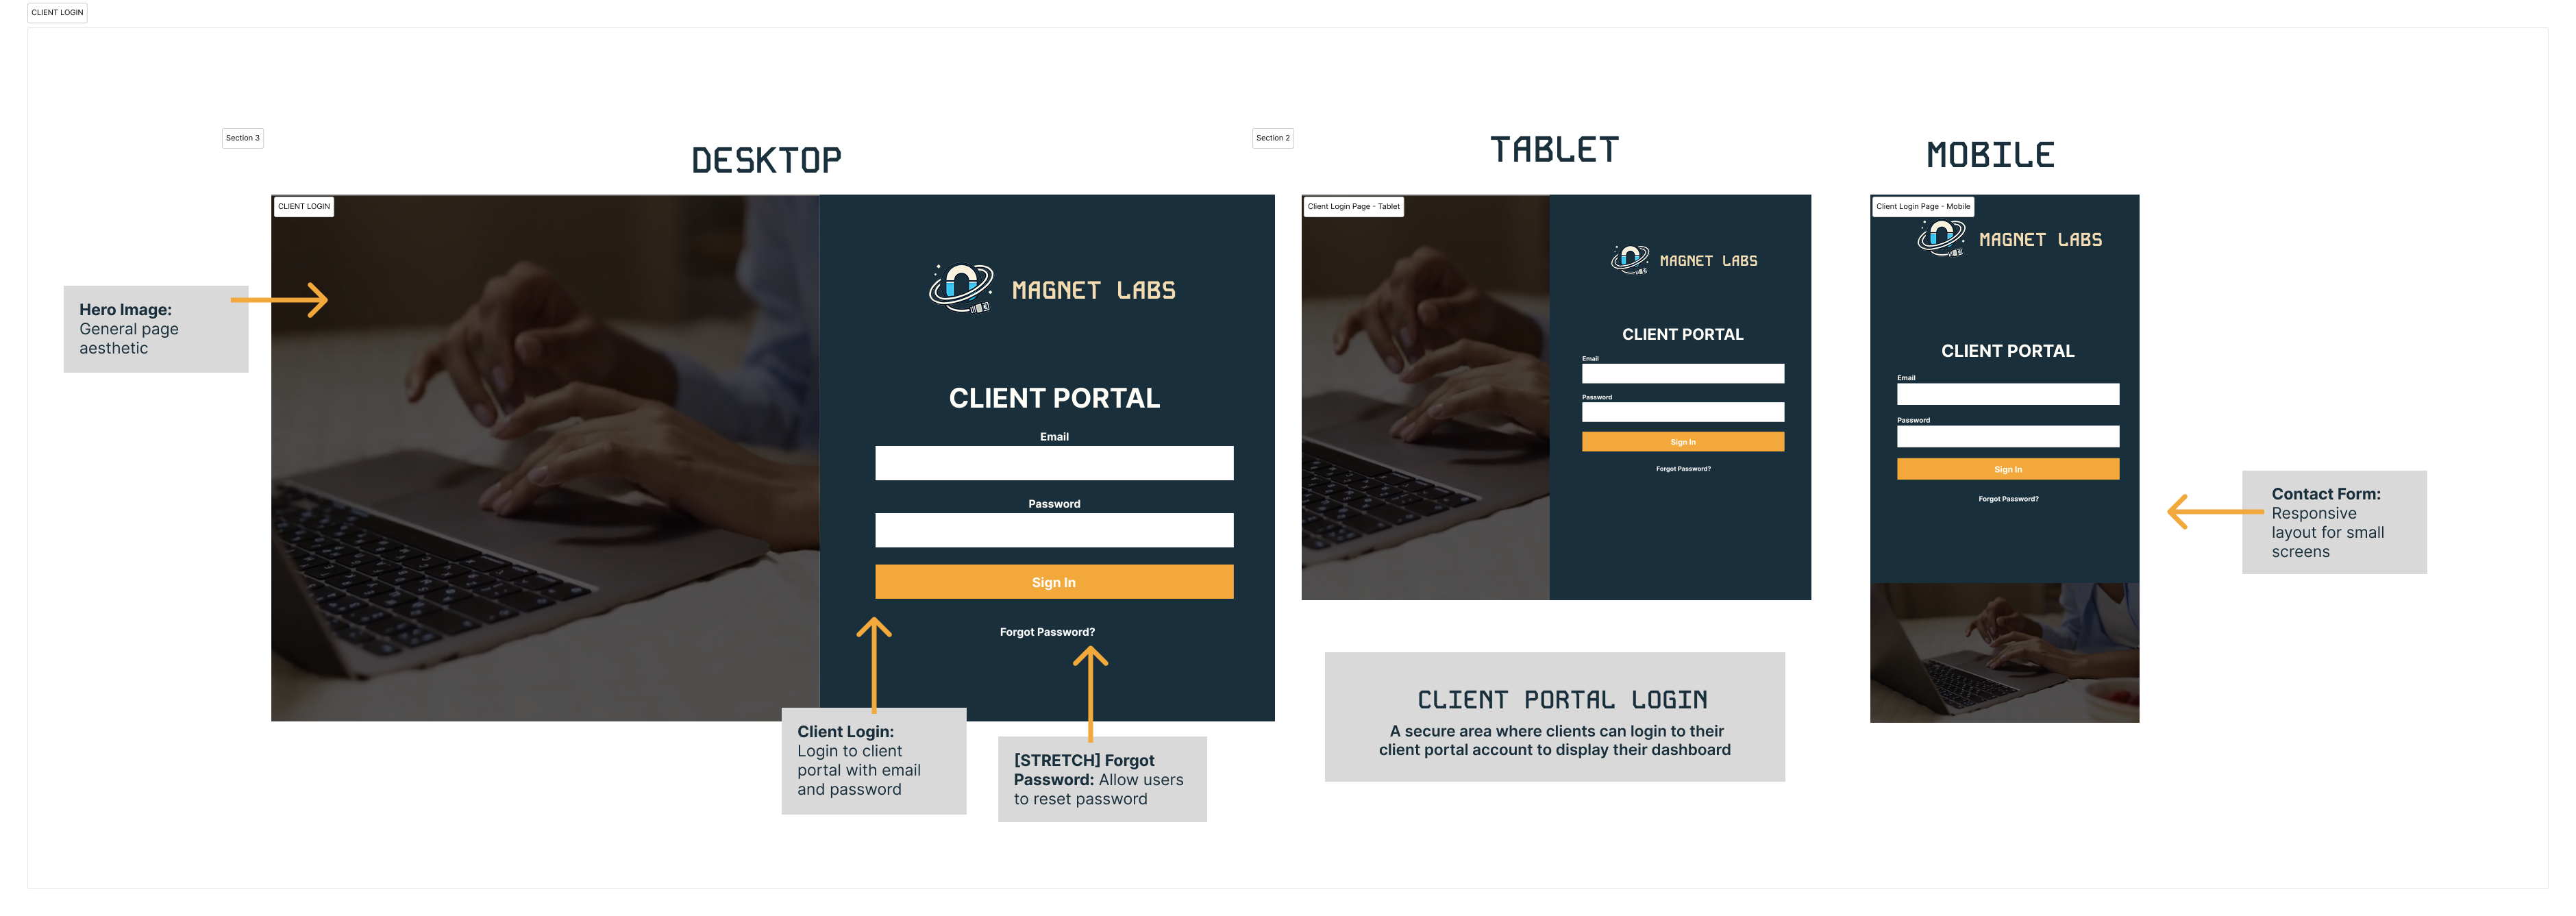 CLIENT LOGIN
Section 3
DESKTOP
CLIENT LOGIN
Hero Image:
General page
aesthetic
MAGNET LABS
CLIENT PORTAL
Email
Password
Sign In
Forgot Password?
Client Login:
Login to client
portal with email
and password
[STRETCH] Forgot
Password: Allow users
to reset password
Section 2
TABLET
Client Login Page - Tablet
MAGNET LABS
CLIENT PORTAL
Email
Password
Sign In
Forgot Password?
CLIENT PORTAL LOGIN
A secure area where clients can login to their
client portal account to display their dashboard
MOBILE
Client Login Page - Mobile
MAGNET LABS
CLIENT PORTAL
Email
Password
Sign In
Forgot Password?
Contact Form:
Responsive
layout for small
screens